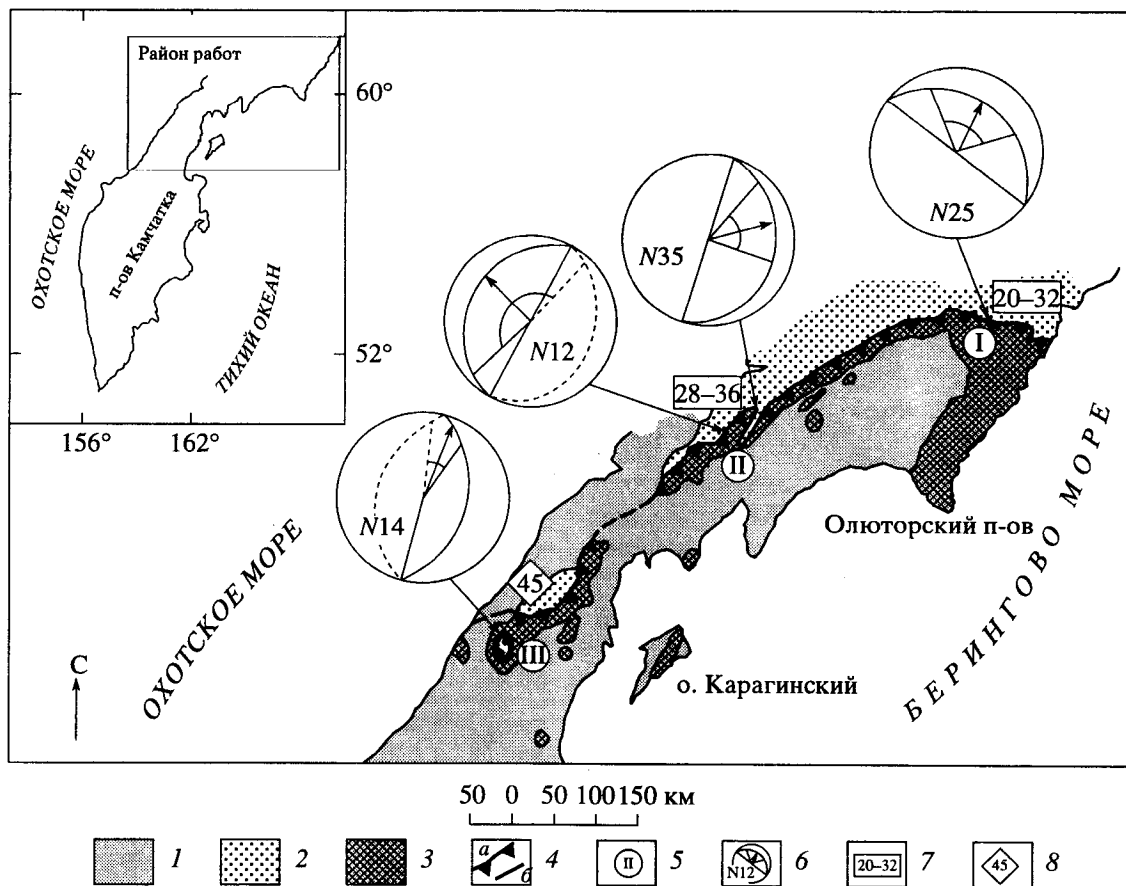 Район работ
60°
52°
156°
162°
ОХОТСКОЕ МОРЕ
п-ов Камчатка
ТИХИЙ ОКЕАН
N25
N35
N12
N14
20–32
I
28–36
II
45
III
Олюторский п-ов
о. Карагинский
ОХОТСКОЕ МОРЕ
БЕРИНГОВО МОРЕ
С
50 0 50 100 150 км
1
2
3
а
б
4
II
5
N12
6
20–32
7
45
8